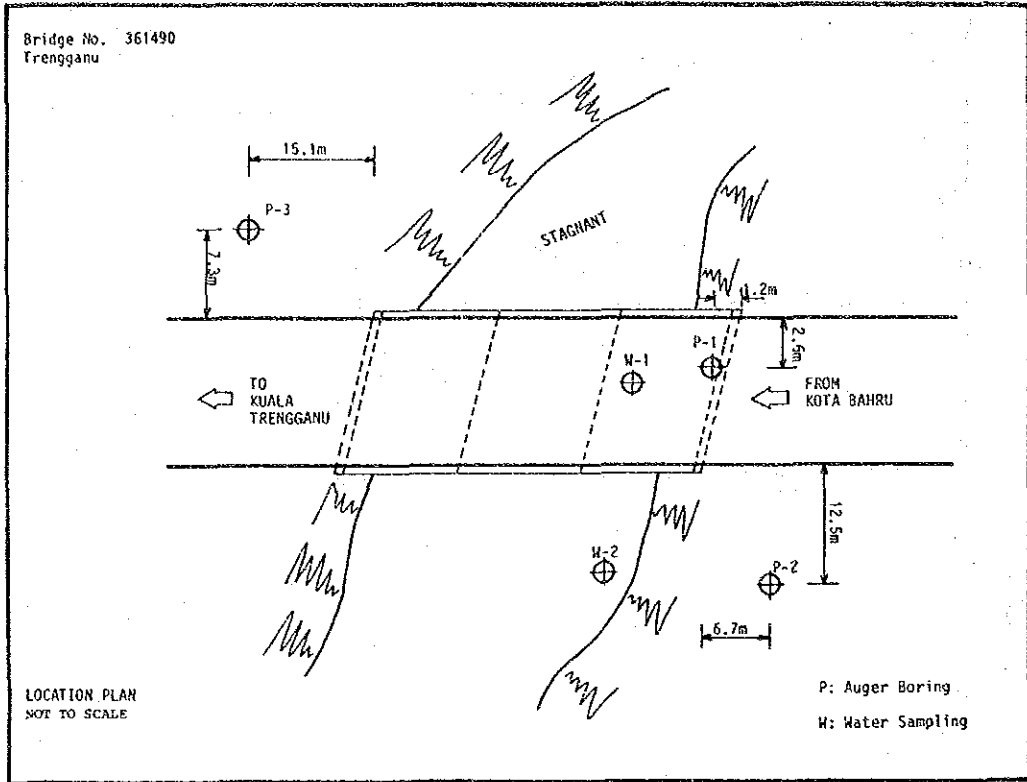 Bridge No. 361490
Trengganu
15.1m
P-3
7.3m
STAGNANT
1.2m
2.6m
P-1
W-1
TO
KUALA
TRENGGANU
FROM
KOTA BAHRU
12.5m
W-2
P-2
6.7m
LOCATION PLAN
NOT TO SCALE
P: Auger Boring
W: Water Sampling